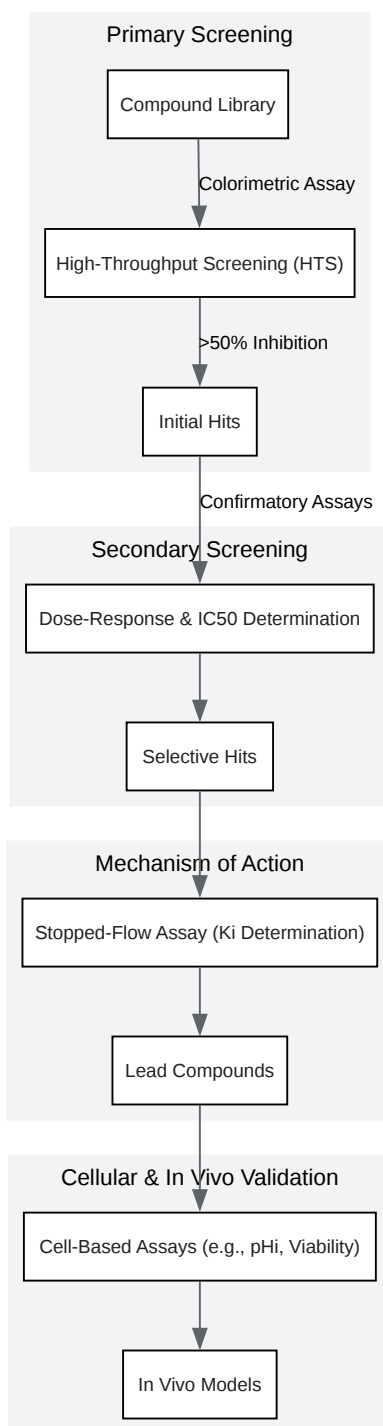 Primary Screening
Compound Library
Colorimetric Assay
High-Throughput Screening (HTS)
>50% Inhibition
Initial Hits
Confirmatory Assays
Secondary Screening
Dose-Response & IC50 Determination
Selective Hits
Mechanism of Action
Stopped-Flow Assay (Ki Determination)
Lead Compounds
Cellular & In Vivo Validation
Cell-Based Assays (e.g., pHi, Viability)
In Vivo Models